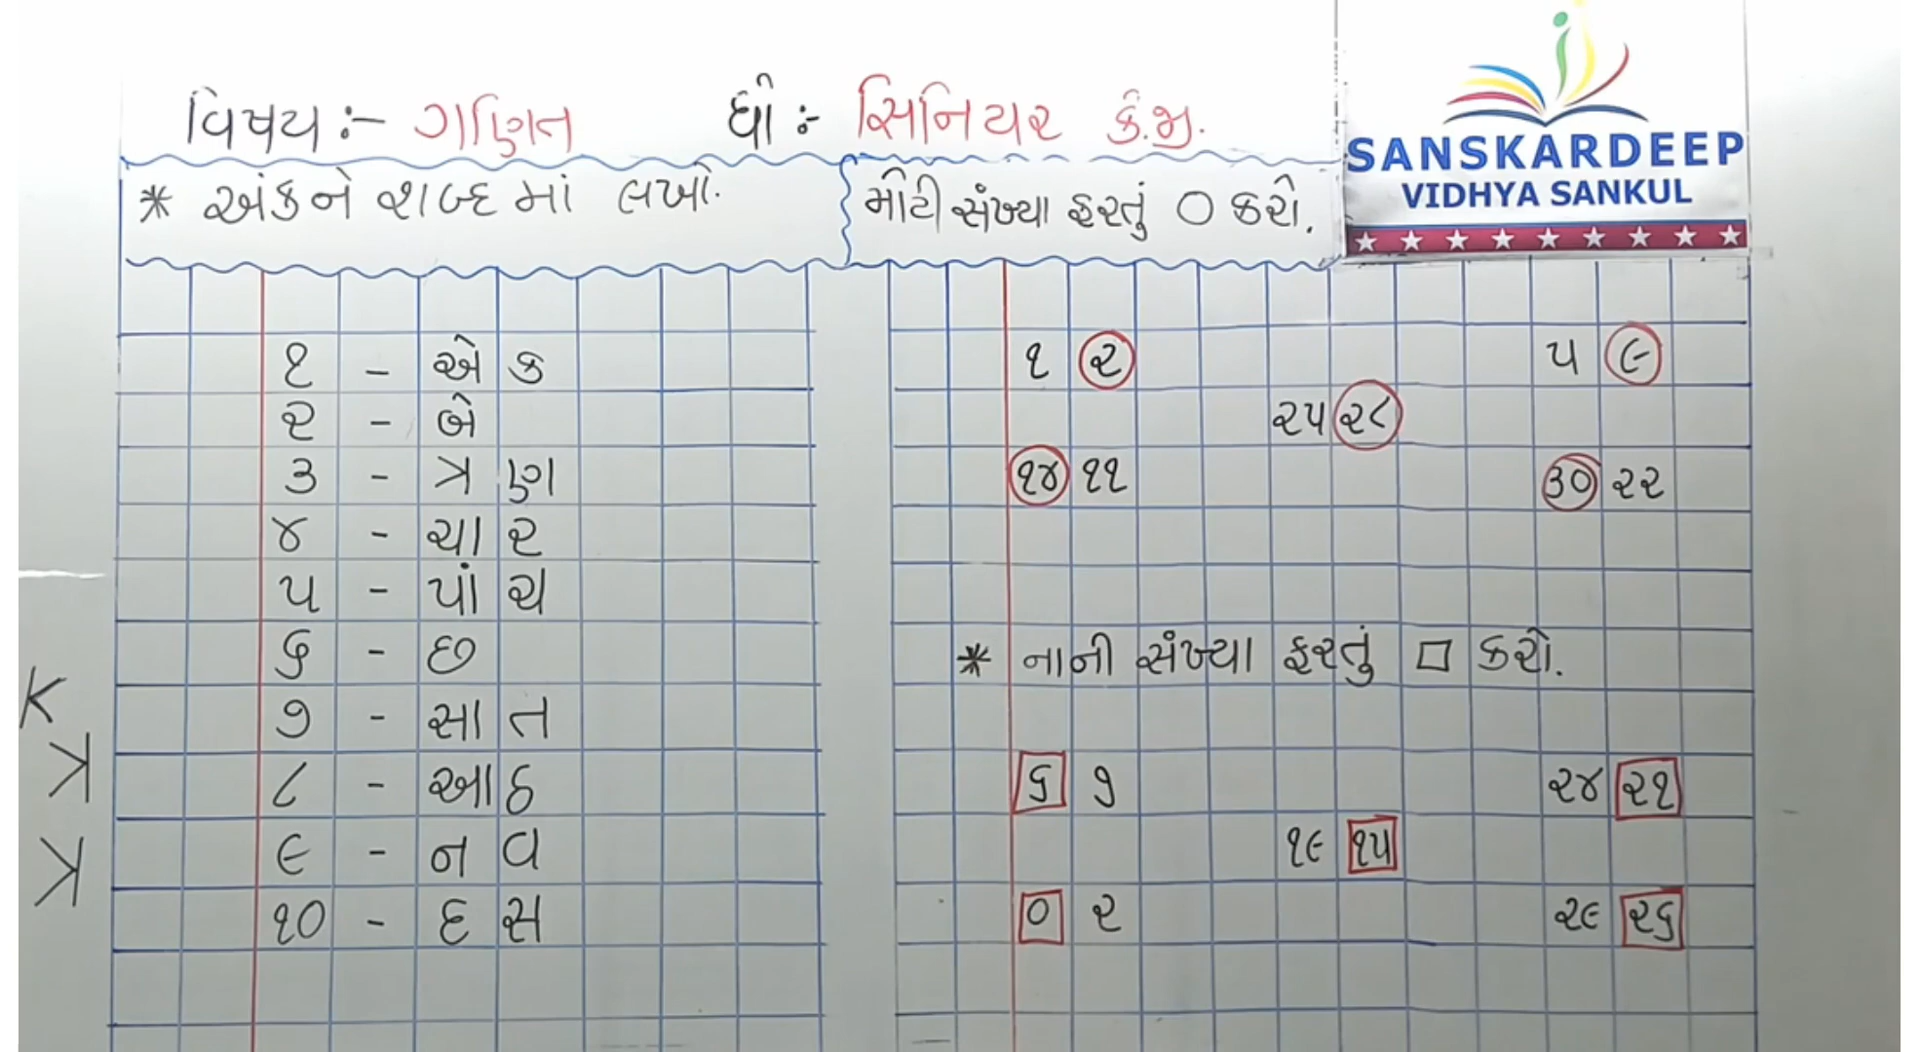 વિષય :- ગણિત
ધો :- સિનિયર કે.જી.
SANSKARDEEP
VIDHYA SANKUL
* અંકને શબ્દમાં લખો.
૧ - એક
૨ - બે
૩ - ત્રણ
૪ - ચાર
૫ - પાંચ
૬ - છ
૭ - સાત
૮ - આઠ
૯ - નવ
૧૦ - દસ
મોટી સંખ્યા ફરતું ○ કરો.
૧ ૨ ૫ ૯
૨૫ ૨૮
૧૪ ૧૧ ૩૦ ૨૨
* નાની સંખ્યા ફરતું □ કરો.
૬ ૭ ૨૪ ૨૧
૧૯ ૧૫
૦ ૨ ૨૯ ૨૬
K